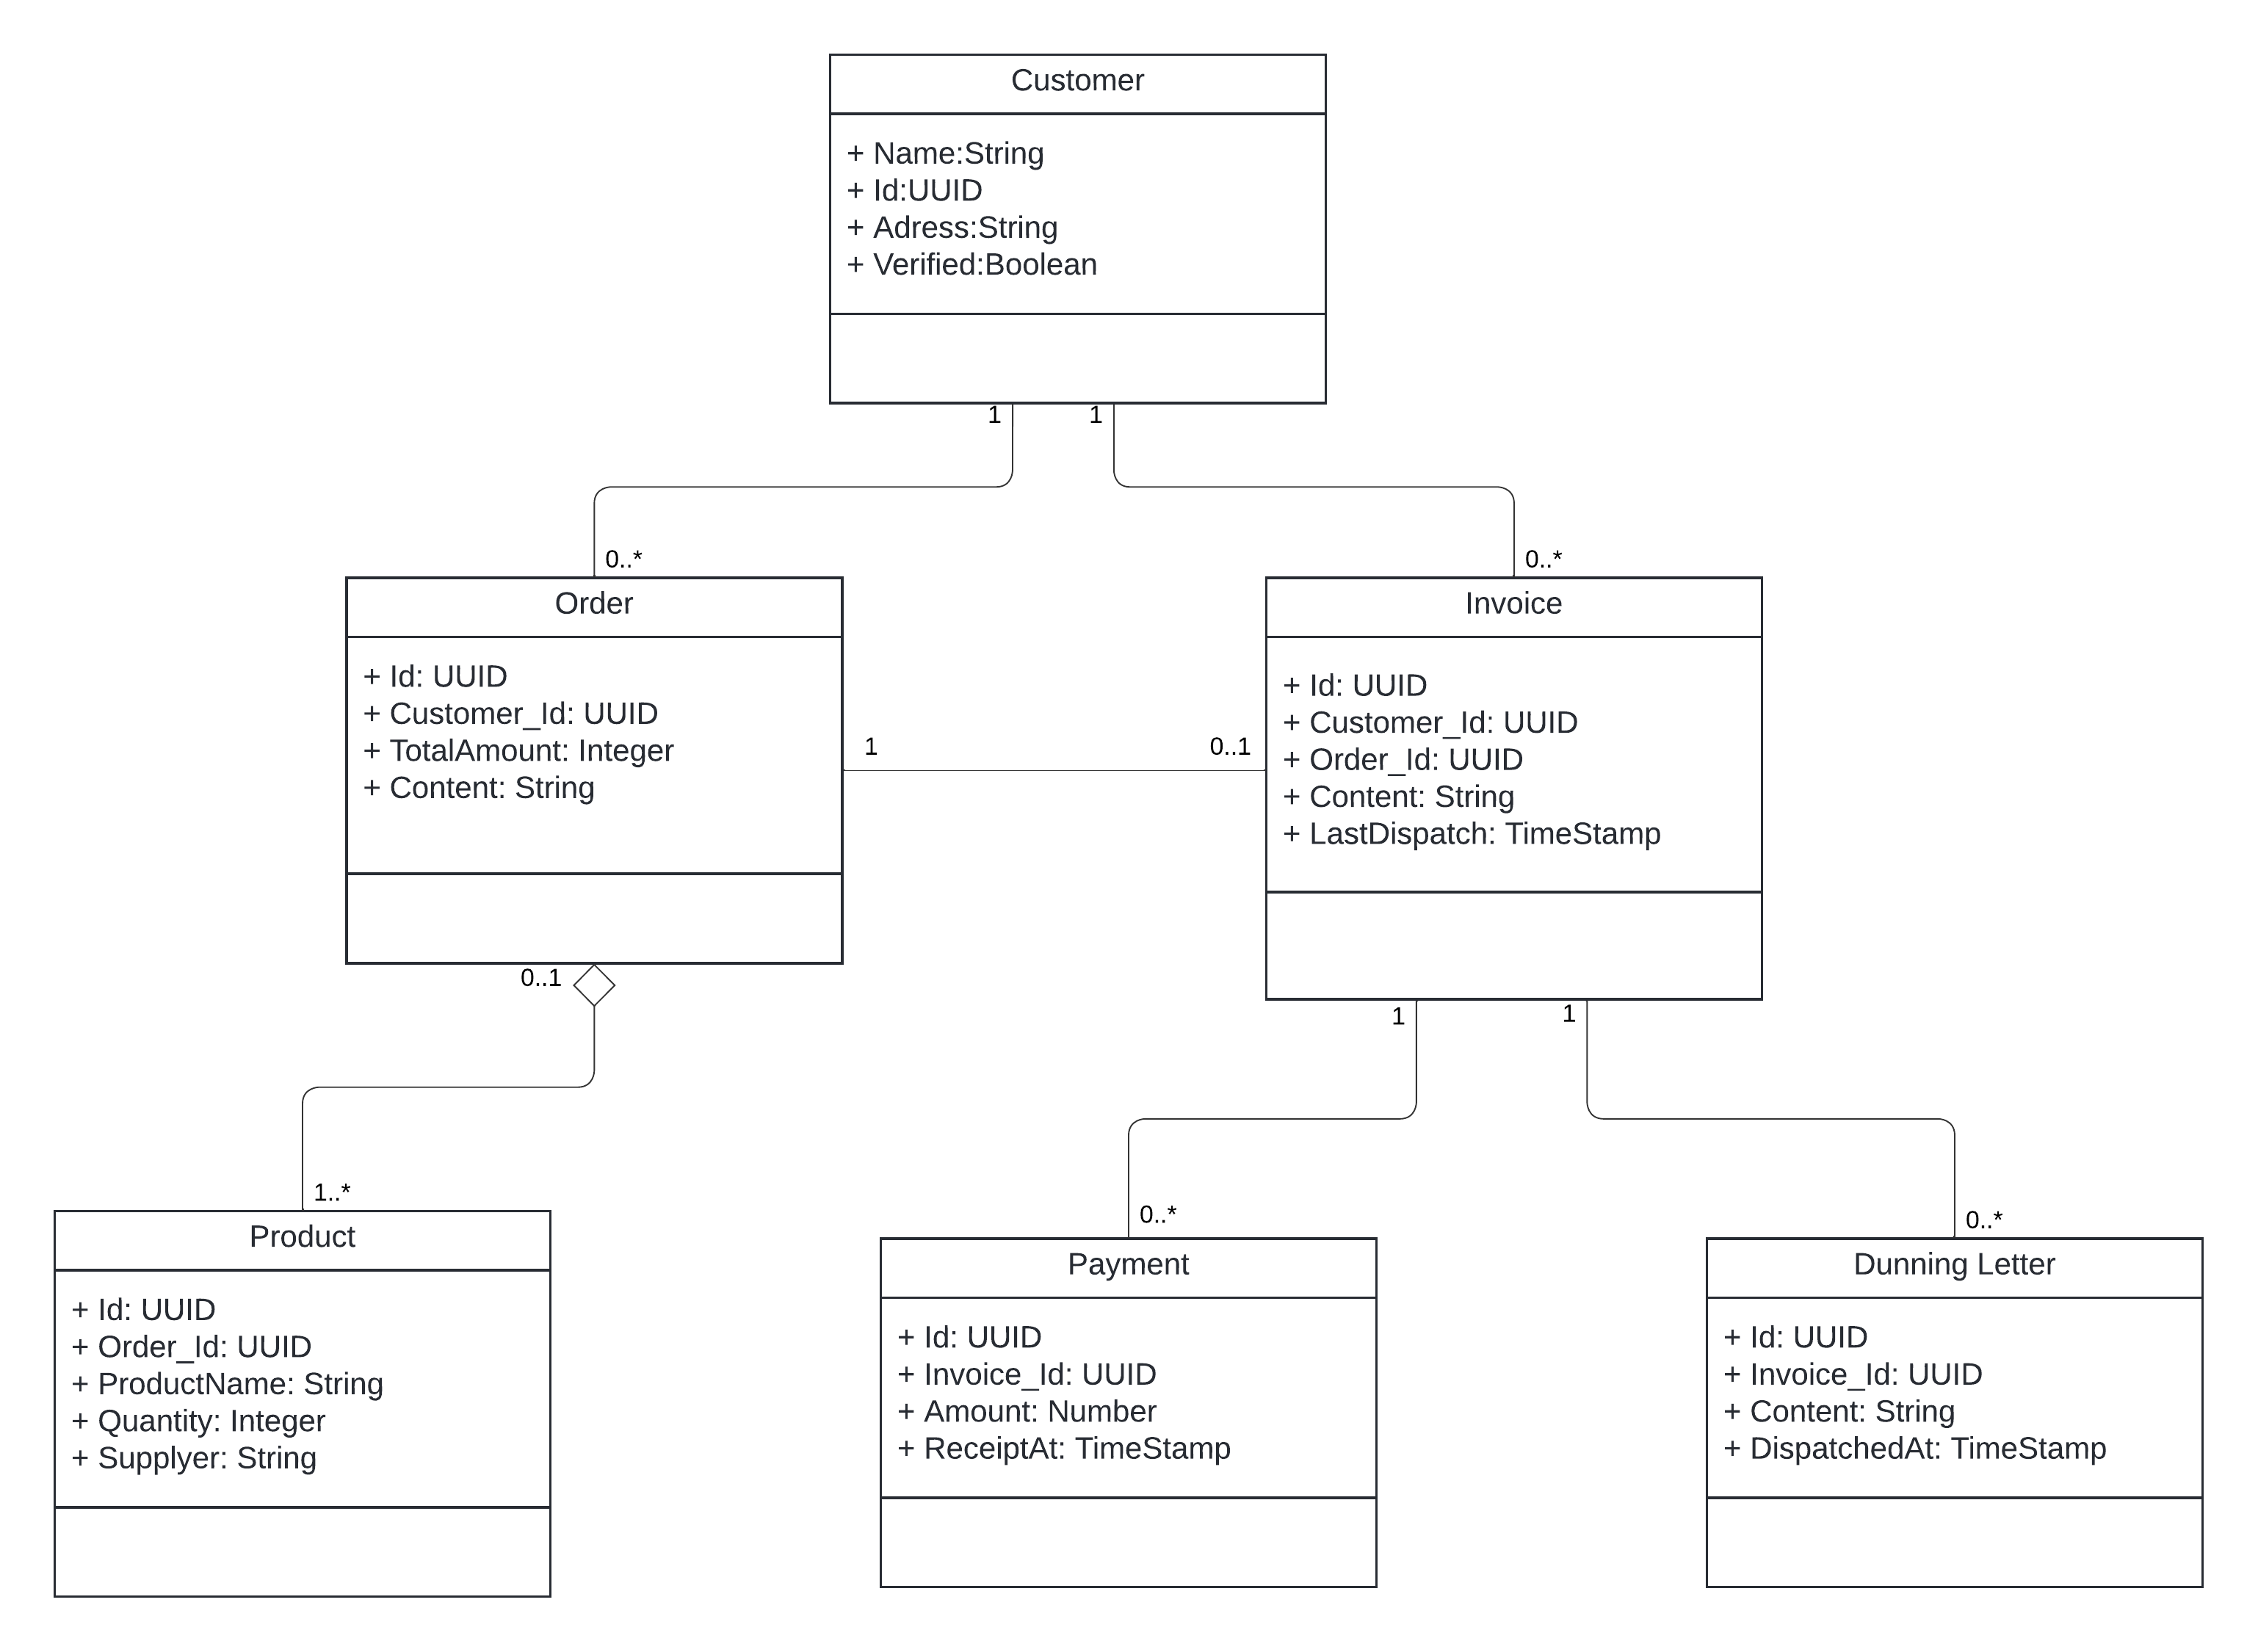 Customer
+ Name:String
+ Id:UUID
+ Adress:String
+ Verified:Boolean
1
1
0..*
0..*
Order
+ Id: UUID
+ Customer_Id: UUID
+ TotalAmount: Integer
+ Content: String
1
0..1
Invoice
+ Id: UUID
+ Customer_Id: UUID
+ Order_Id: UUID
+ Content: String
+ LastDispatch: TimeStamp
0..1
1
1
1..*
0..*
0..*
Product
+ Id: UUID
+ Order_Id: UUID
+ ProductName: String
+ Quantity: Integer
+ Supplyer: String
Payment
+ Id: UUID
+ Invoice_Id: UUID
+ Amount: Number
+ ReceiptAt: TimeStamp
Dunning Letter
+ Id: UUID
+ Invoice_Id: UUID
+ Content: String
+ DispatchedAt: TimeStamp